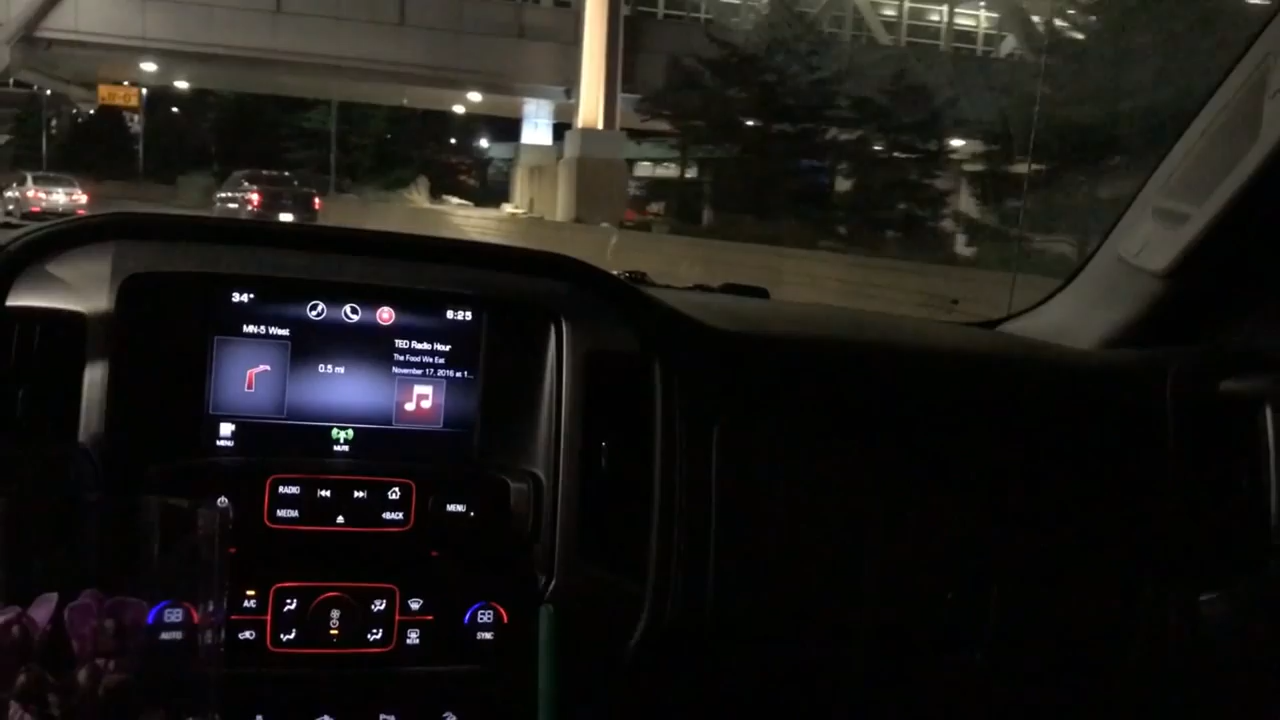 34°
6:25
MN-5 West
0.5 mi
TED Radio Hour
The Food We Eat
November 17, 2016 at 1...
MENU
MUTE
RADIO
MEDIA
<BACK
MENU
A/C
68
AUTO
REAR
68
SYNC